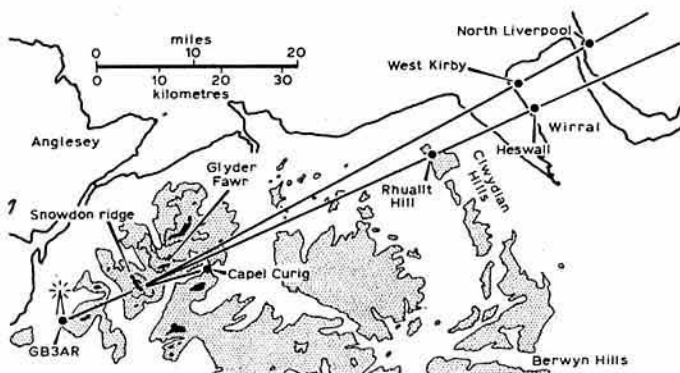 North Liverpool
miles
0 10 20
0 10 20 30
kilometres
West Kirby
Anglesey
Wirral
Glyder
Fawr
Heswall
Rhuallt
Hill
Clwydian
Hills
Snowdon ridge
Capel Curig
GB3AR
Berwyn Hills